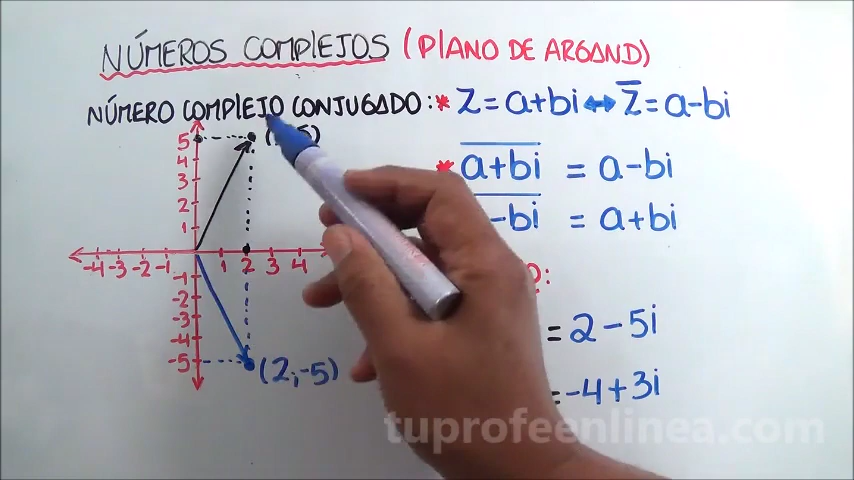 NÚMEROS COMPLEJOS (PLANO DE ARGAND)
NÚMERO COMPLEJO CONJUGADO: * Z = a+bi ↔ Z̅ = a-bi
* a+bi = a-bi
-bi = a+bi
= 2-5i
= -4+3i
5
4
3
2
1
-4 -3 -2 -1 1 2 3 4
-1
-2
-3
-4
-5
(2,-5)
tuprofeenlinea.com